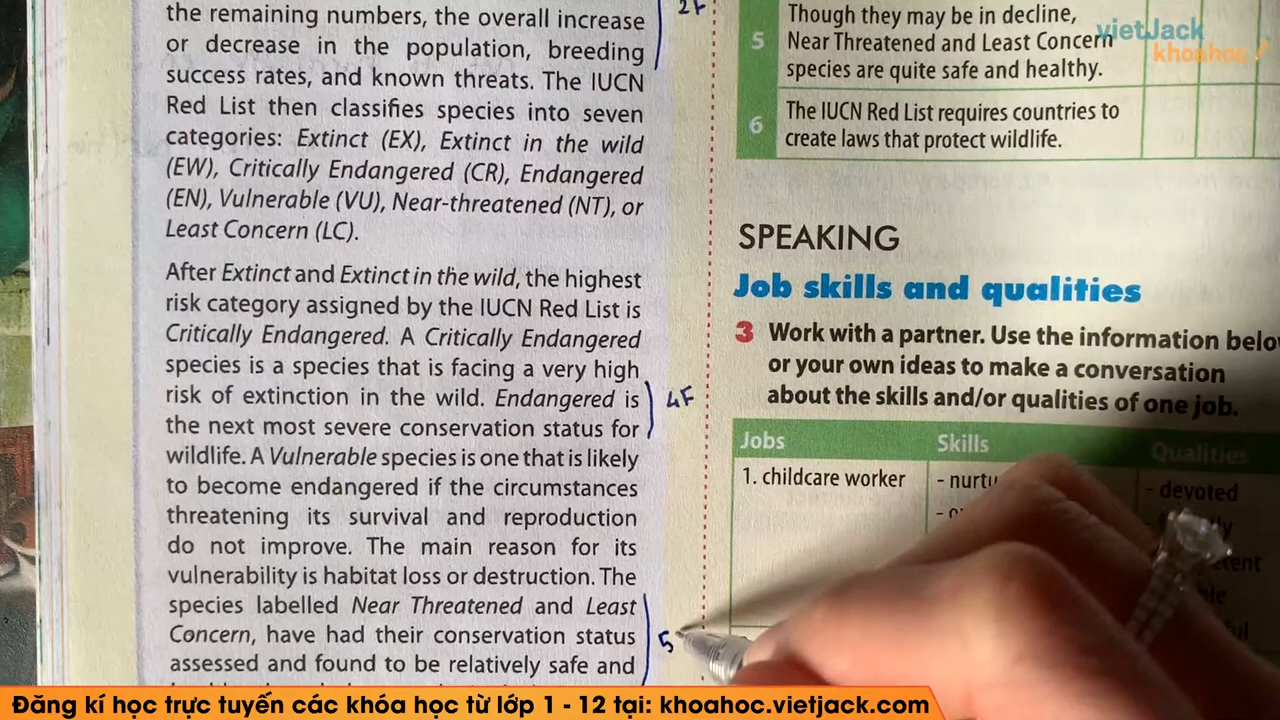 the remaining numbers, the overall increase
or decrease in the population, breeding
success rates, and known threats. The IUCN
Red List then classifies species into seven
categories: Extinct (EX), Extinct in the wild
(EW), Critically Endangered (CR), Endangered
(EN), Vulnerable (VU), Near-threatened (NT), or
Least Concern (LC).
After Extinct and Extinct in the wild, the highest
risk category assigned by the IUCN Red List is
Critically Endangered. A Critically Endangered
species is a species that is facing a very high
risk of extinction in the wild. Endangered is
the next most severe conservation status for
wildlife. A Vulnerable species is one that is likely
to become endangered if the circumstances
threatening its survival and reproduction
do not improve. The main reason for its
vulnerability is habitat loss or destruction. The
species labelled Near Threatened and Least
Concern, have had their conservation status
assessed and found to be relatively safe and
2F
4F
5
5 Though they may be in decline,
Near Threatened and Least Concern
species are quite safe and healthy.
6 The IUCN Red List requires countries to
create laws that protect wildlife.
vietJack
khoahoc
SPEAKING
Job skills and qualities
3 Work with a partner. Use the information below
or your own ideas to make a conversation
about the skills and/or qualities of one job.
Jobs Skills Qualities
1. childcare worker - nurtu - devoted
Đăng kí học trực tuyến các khóa học từ lớp 1 - 12 tại: khoahoc.vietjack.com